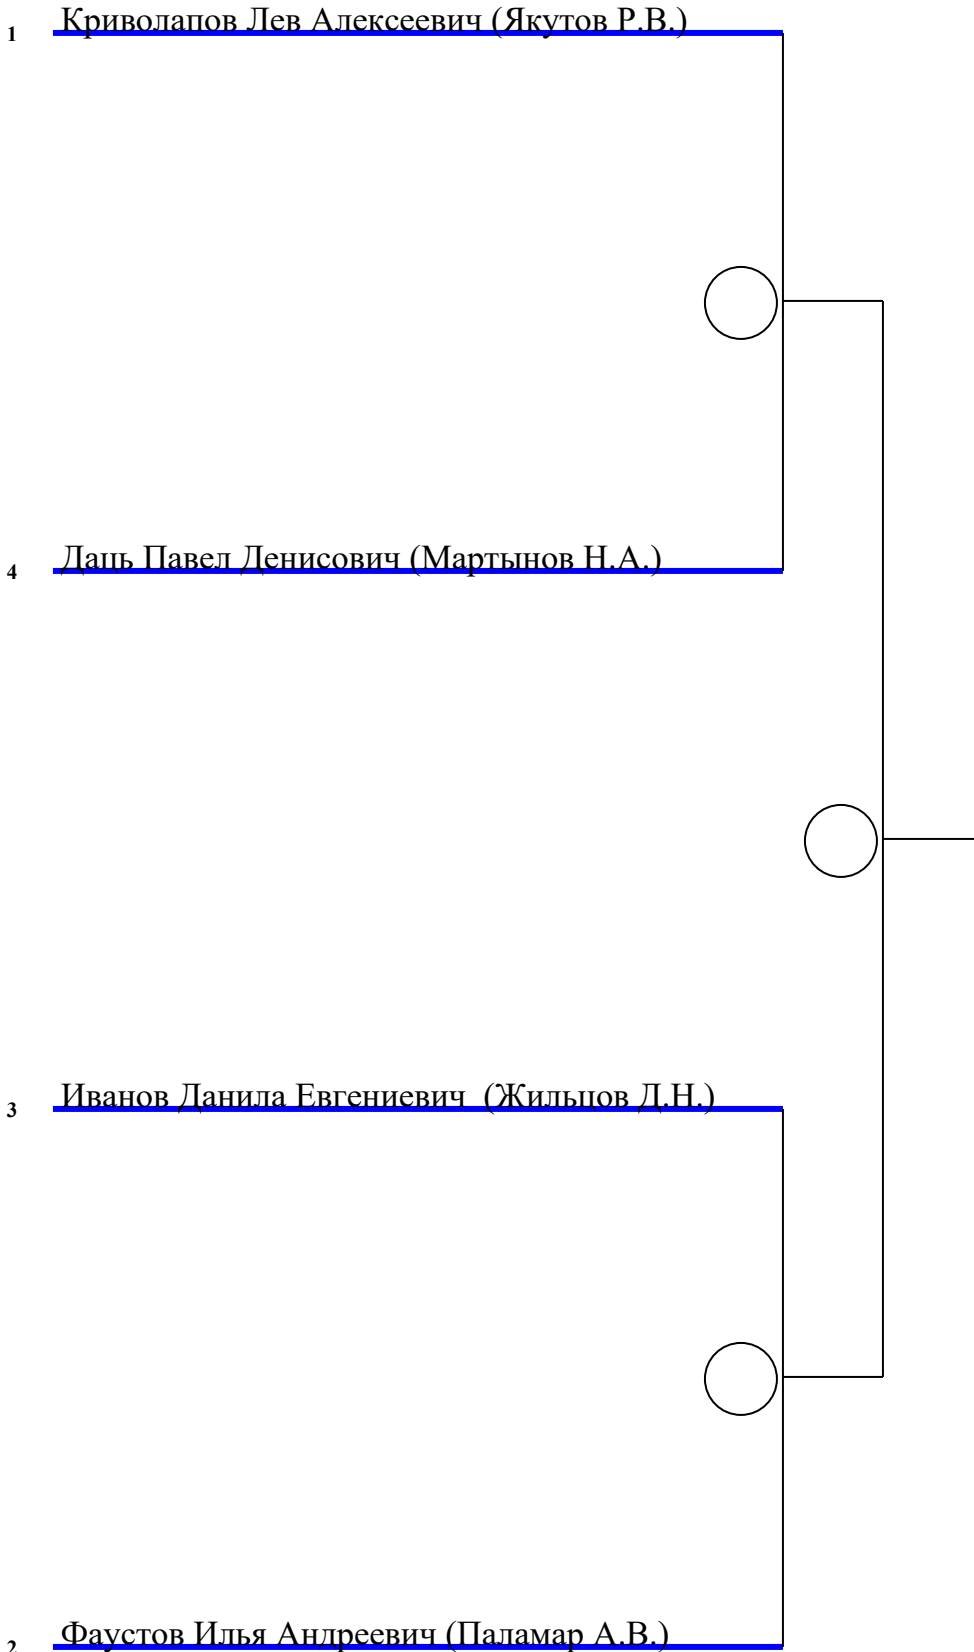 1 Криволапов Лев Алексеевич (Якутов Р.В.)
4 Даць Павел Денисович (Мартынов Н.А.)
3 Иванов Данила Евгениевич (Жильцов Д.Н.)
2 Фаустов Илья Андреевич (Паламар А.В.)